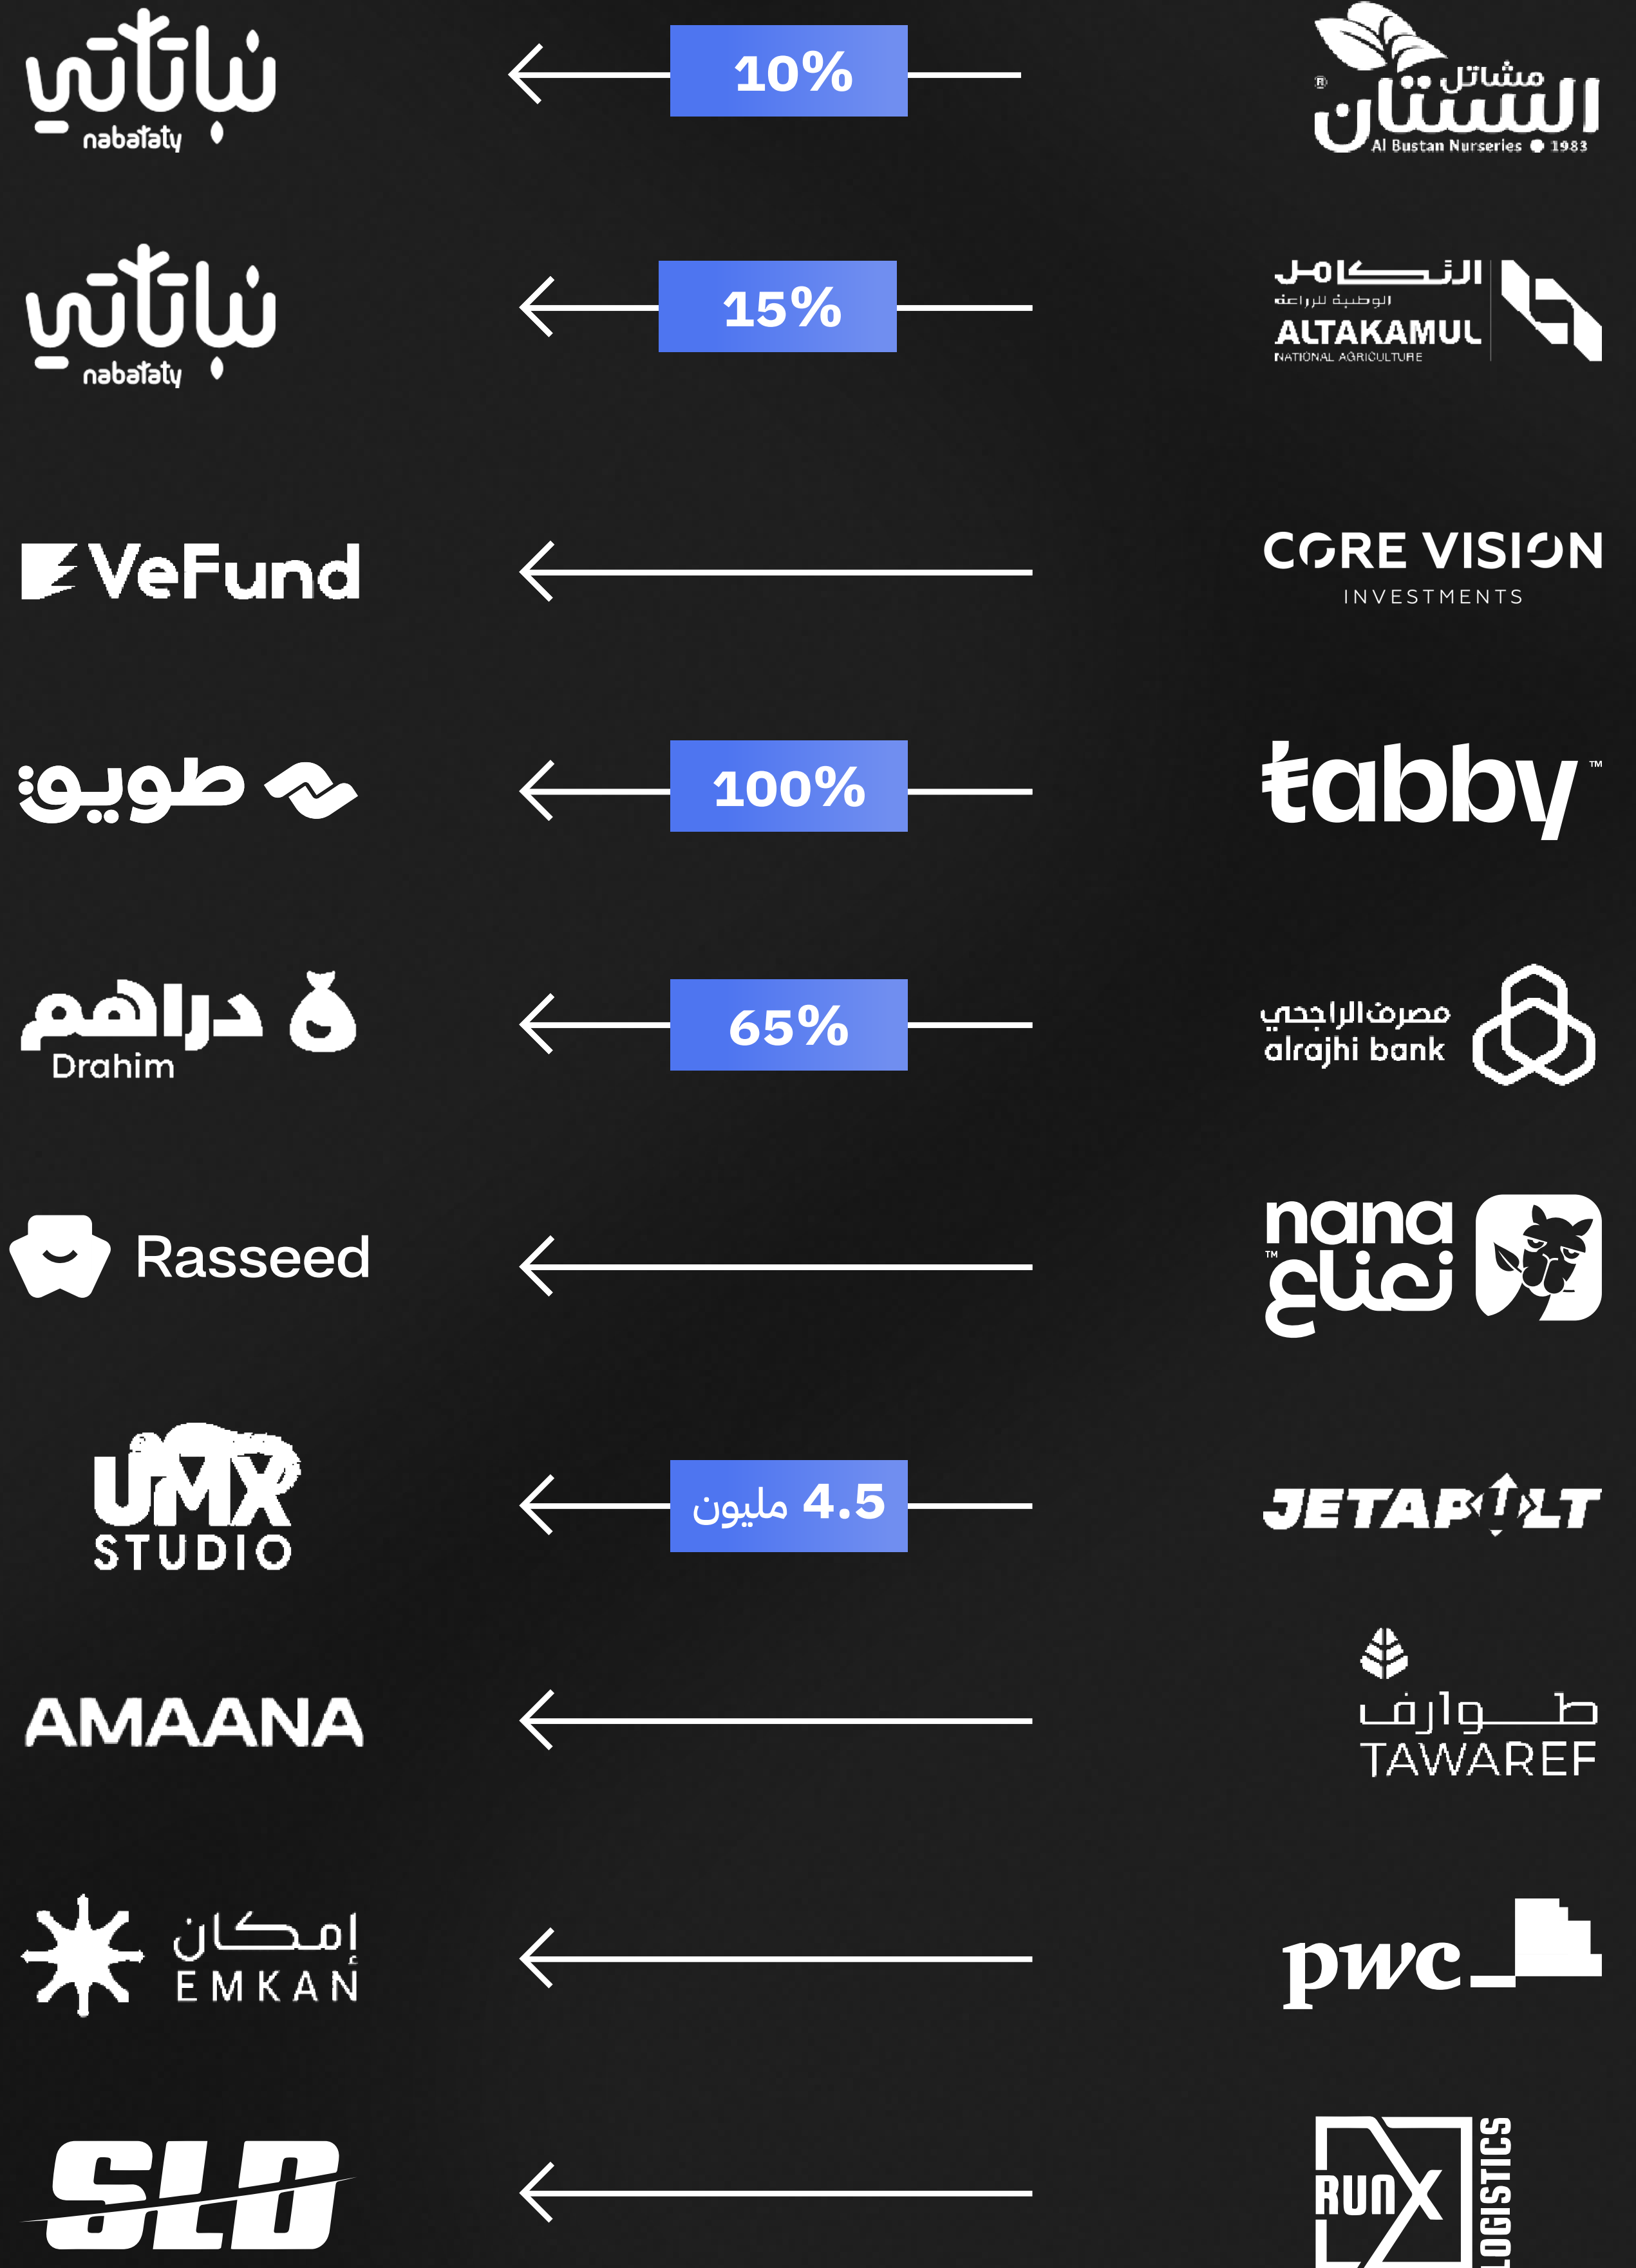 نباتاتي
nabataty
10%
مشاتل
البستان
®
Al Bustan Nurseries 1983
نباتاتي
nabataty
15%
التكامل
الوطنية للزراعة
ALTAKAMUL
NATIONAL AGRICULTURE
VeFund
CORE VISION
INVESTMENTS
طويق
100%
tabby™
دراهم
Drahim
65%
مصرف الراجحي
alrajhi bank
Rasseed
nana
نعناع
™
UMX
STUDIO
4.5 مليون
JETAPULT
AMAANA
طوارف
TAWAREF
إمكان
EMKAN
pwc
SLD
RUNX
LOGISTICS